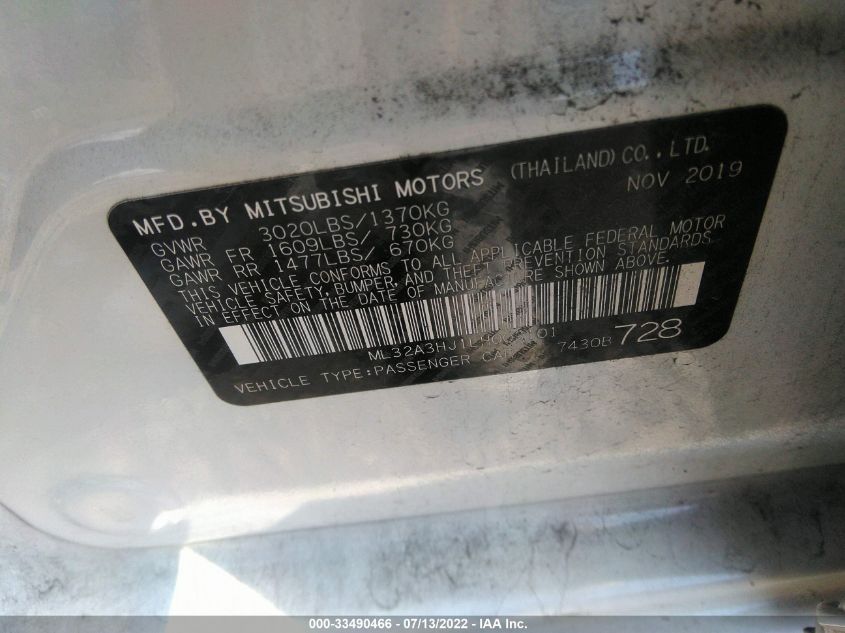 MFD.BY MITSUBISHI MOTORS (THAILAND) CO., LTD.
NOV 2019
GVWR 3020LBS/1370KG
GAWR FR 1609LBS/ 730KG
GAWR RR 1477LBS/ 670KG
THIS VEHICLE CONFORMS TO ALL APPLICABLE FEDERAL MOTOR
VEHICLE SAFETY, BUMPER, AND THEFT PREVENTION STANDARDS
IN EFFECT ON THE DATE OF MANUFACTURE SHOWN ABOVE.
7430B 728
VEHICLE TYPE:PASSENGER CAR
000-33490466 - 07/13/2022 - IAA Inc.